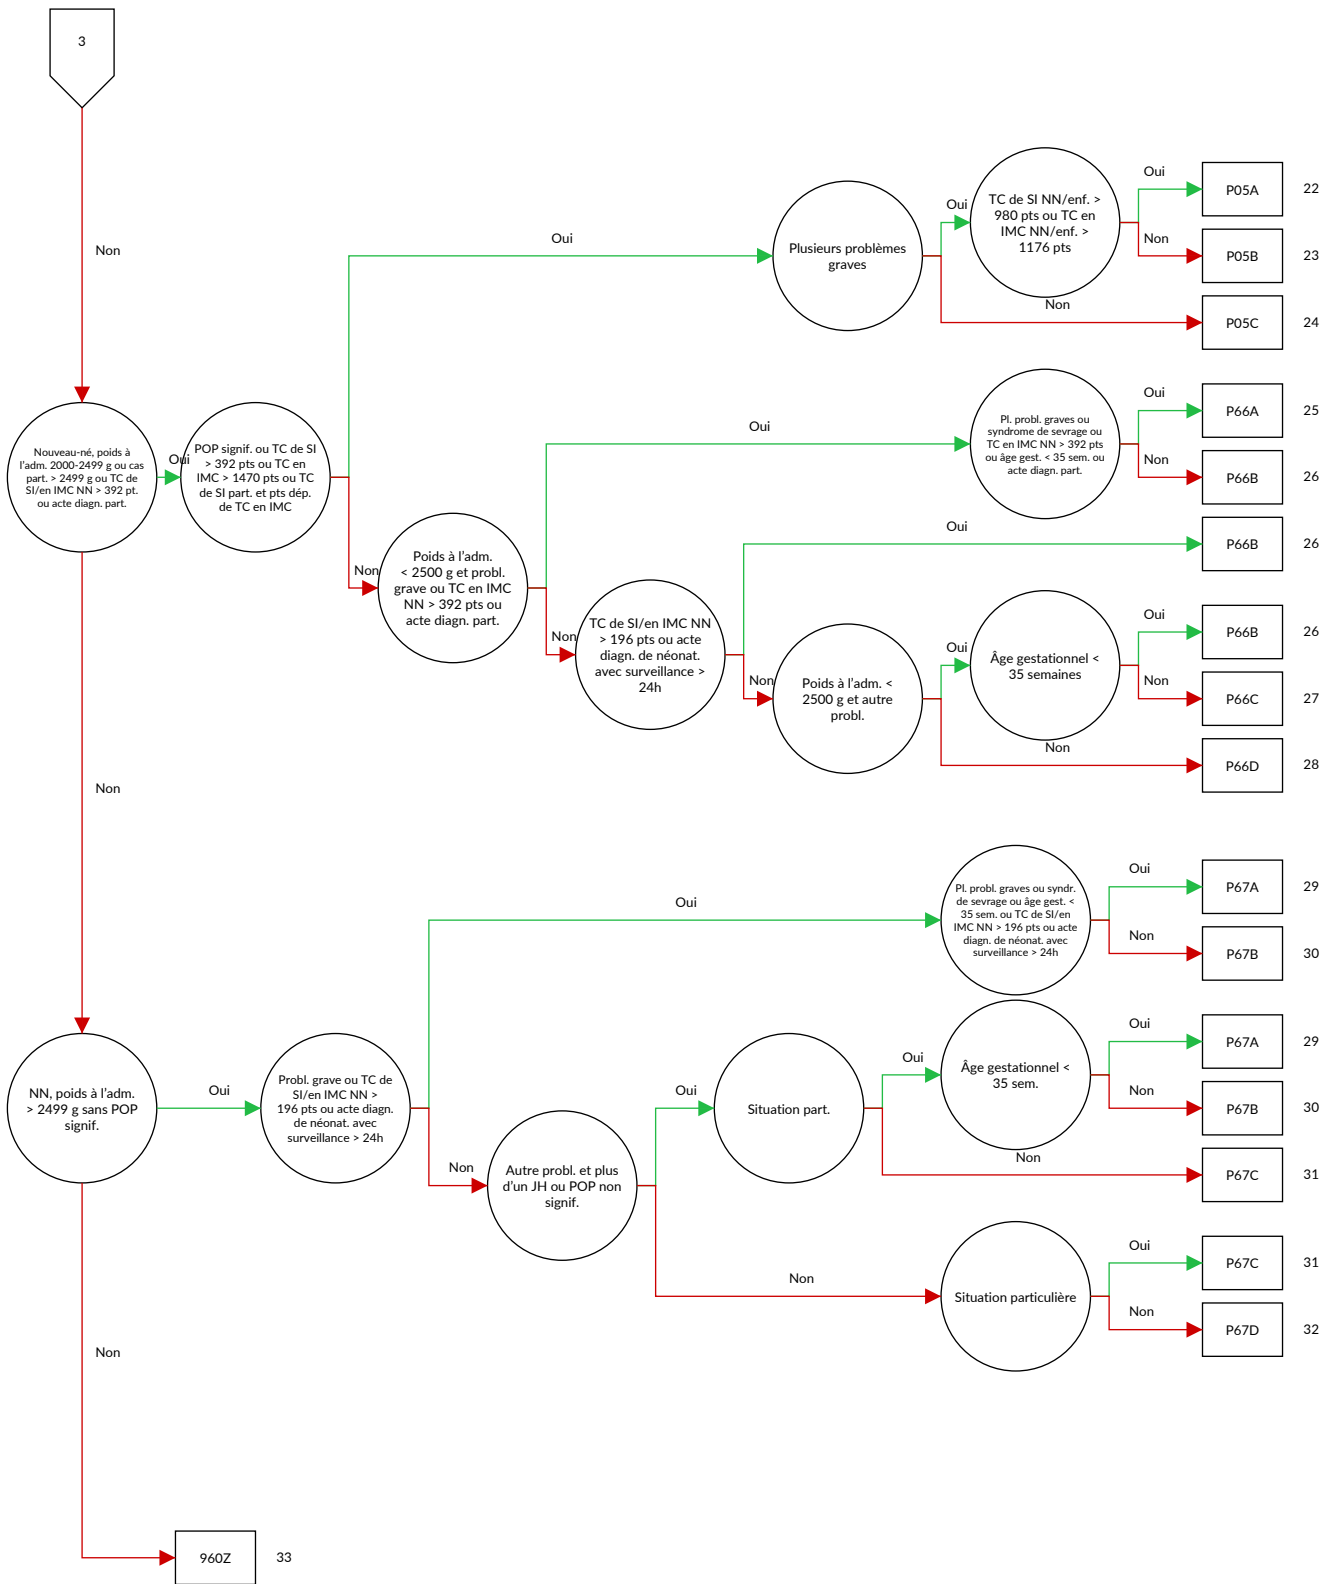 3
Non
Oui
Plusieurs problèmes
graves
Oui
TC de SI NN/enf. >
980 pts ou TC en
IMC NN/enf. >
1176 pts
Oui
P05A
22
Non
P05B
23
Non
P05C
24
Nouveau-né, poids à
l'adm. 2000-2499 g ou cas
part. > 2499 g ou TC de
SI/en IMC NN > 392 pt.
ou acte diagn. part.
Oui
POP signif. ou TC de SI
> 392 pts ou TC en
IMC > 1470 pts ou TC
de SI part. et pts dép.
de TC en IMC
Non
Poids à l'adm.
< 2500 g et probl.
grave ou TC en IMC
NN > 392 pts ou
acte diagn. part.
Oui
Pl. probl. graves ou
syndrome de sevrage ou
TC en IMC NN > 392 pts
ou âge gest. < 35 sem. ou
acte diagn. part.
Oui
P66A
25
Non
P66B
26
Non
TC de SI/en IMC NN
> 196 pts ou acte
diagn. de néonat.
avec surveillance >
24h
Oui
P66B
26
Non
Poids à l'adm. <
2500 g et autre
probl.
Oui
Âge gestationnel <
35 semaines
Oui
P66B
26
Non
P66C
27
Non
P66D
28
Non
NN, poids à l'adm.
> 2499 g sans POP
signif.
Oui
Probl. grave ou TC de
SI/en IMC NN >
196 pts ou acte diagn.
de néonat. avec
surveillance > 24h
Oui
Pl. probl. graves ou syndr.
de sevrage ou âge gest. <
35 sem. ou TC de SI/en
IMC NN > 196 pts ou acte
diagn. de néonat. avec
surveillance > 24h
Oui
P67A
29
Non
P67B
30
Non
Autre probl. et plus
d'un JH ou POP non
signif.
Oui
Situation part.
Oui
Âge gestationnel <
35 sem.
Oui
P67A
29
Non
P67B
30
Non
P67C
31
Non
Situation particulière
Oui
P67C
31
Non
P67D
32
Non
960Z
33